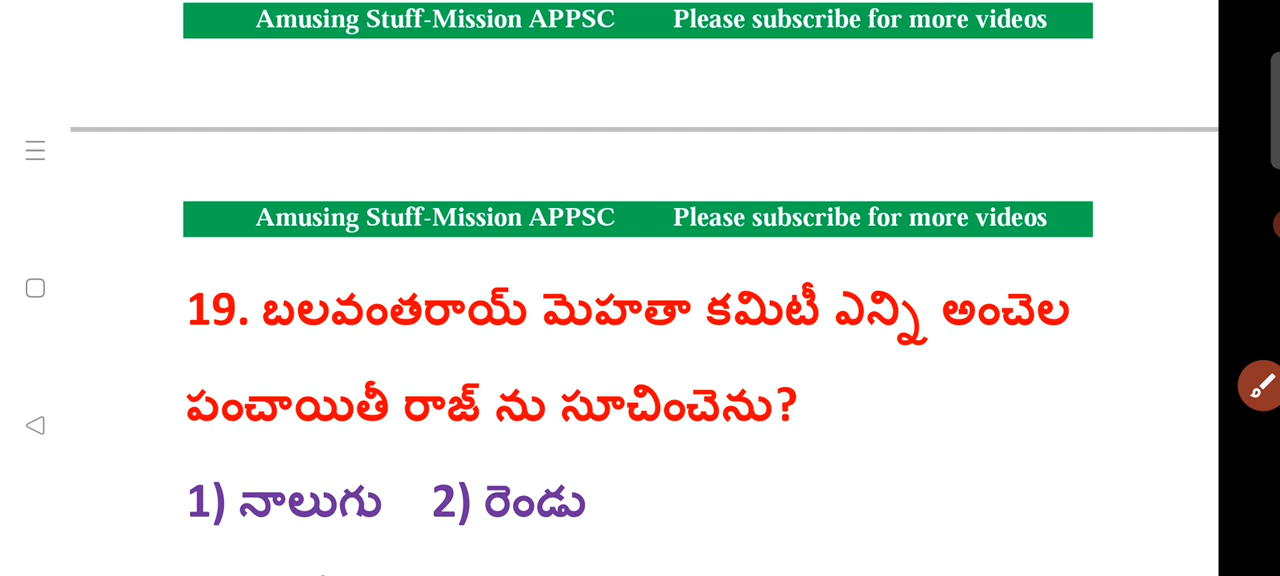 Amusing Stuff-Mission APPSC Please subscribe for more videos
Amusing Stuff-Mission APPSC Please subscribe for more videos
19. బలవంతరాయ్ మెహతా కమిటీ ఎన్ని అంచెల
పంచాయితీ రాజ్ ను సూచించెను?
1) నాలుగు 2) రెండు